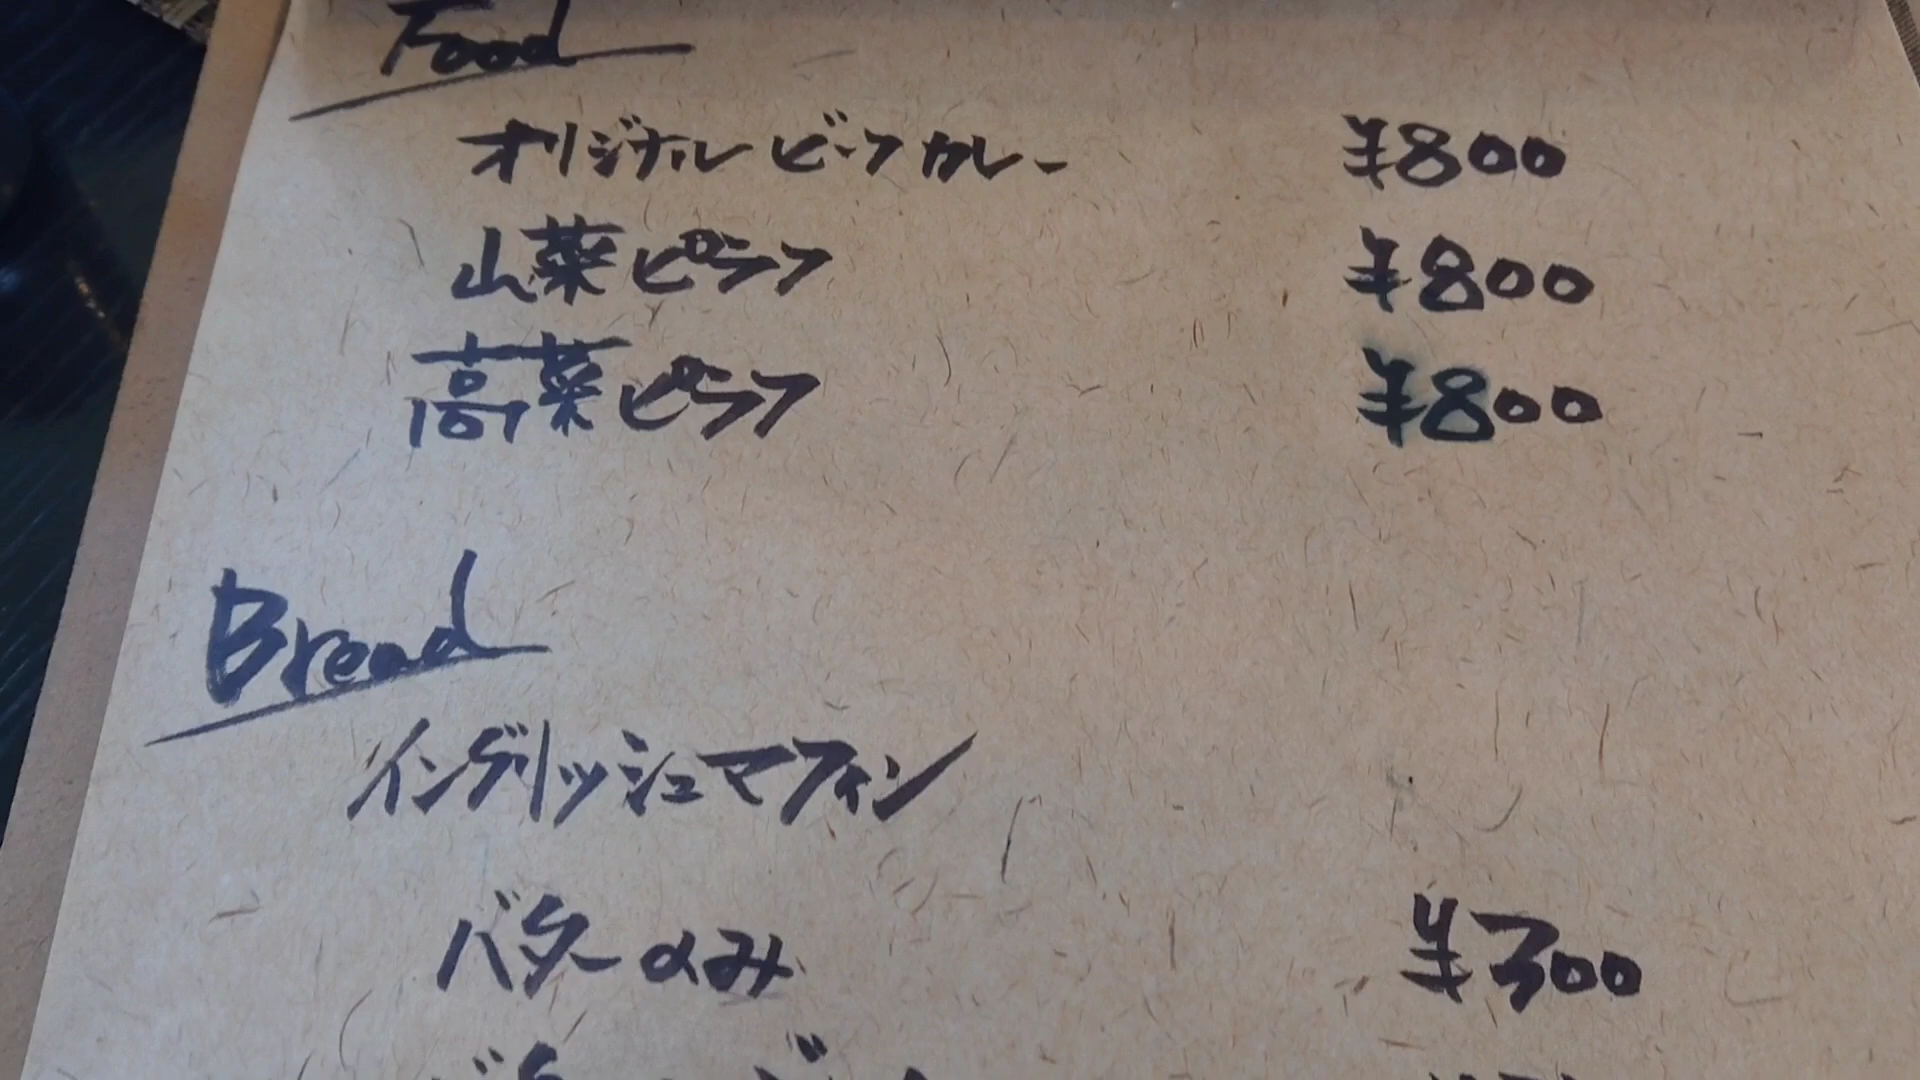 Food
オリジナルビーフカレー ¥800
山菜ピラフ ¥800
高菜ピラフ ¥800
Bread
イングリッシュマフィン
バターのみ ¥300